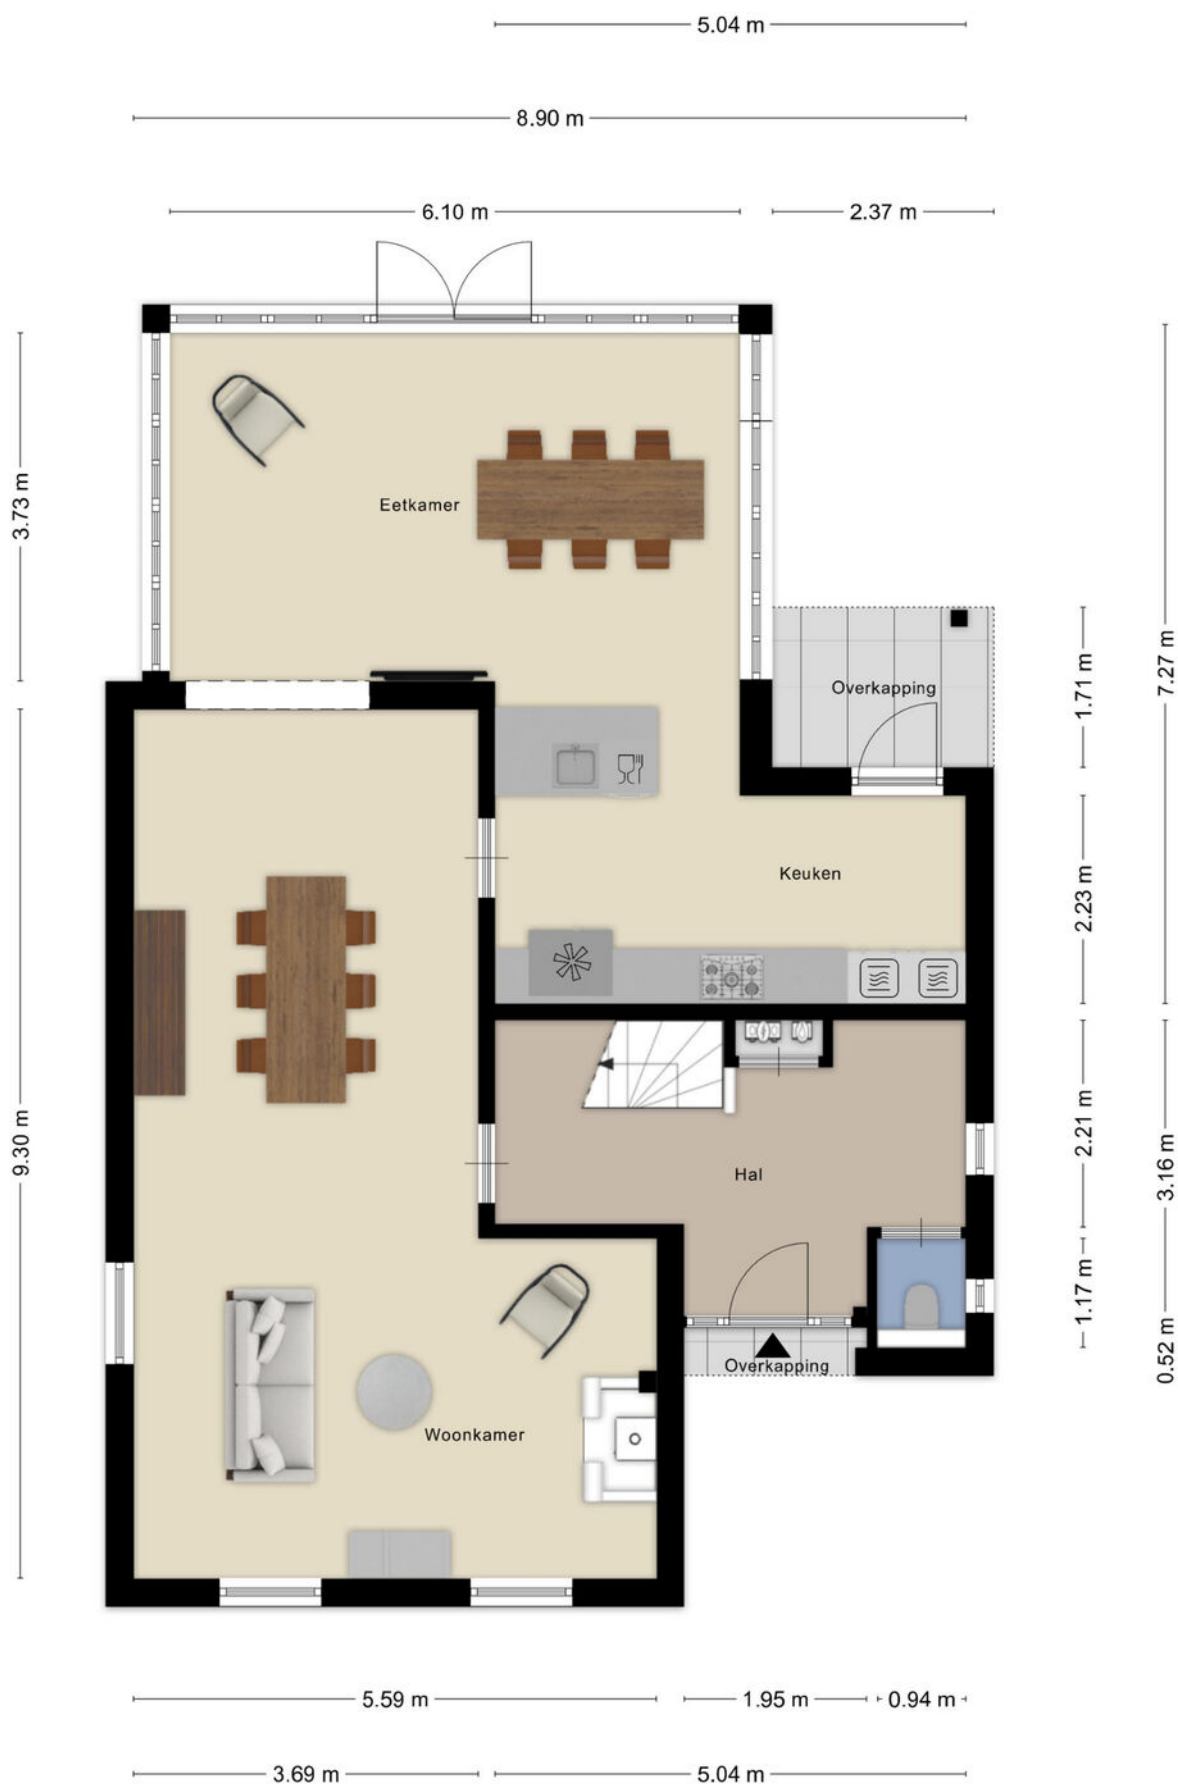 5.04 m
8.90 m
6.10 m
2.37 m
3.73 m
Eetkamer
7.27 m
1.71 m
Overkapping
Keuken
2.23 m
9.30 m
2.21 m
3.16 m
Hal
1.17 m
0.52 m
Overkapping
Woonkamer
5.59 m
1.95 m
0.94 m
3.69 m
5.04 m